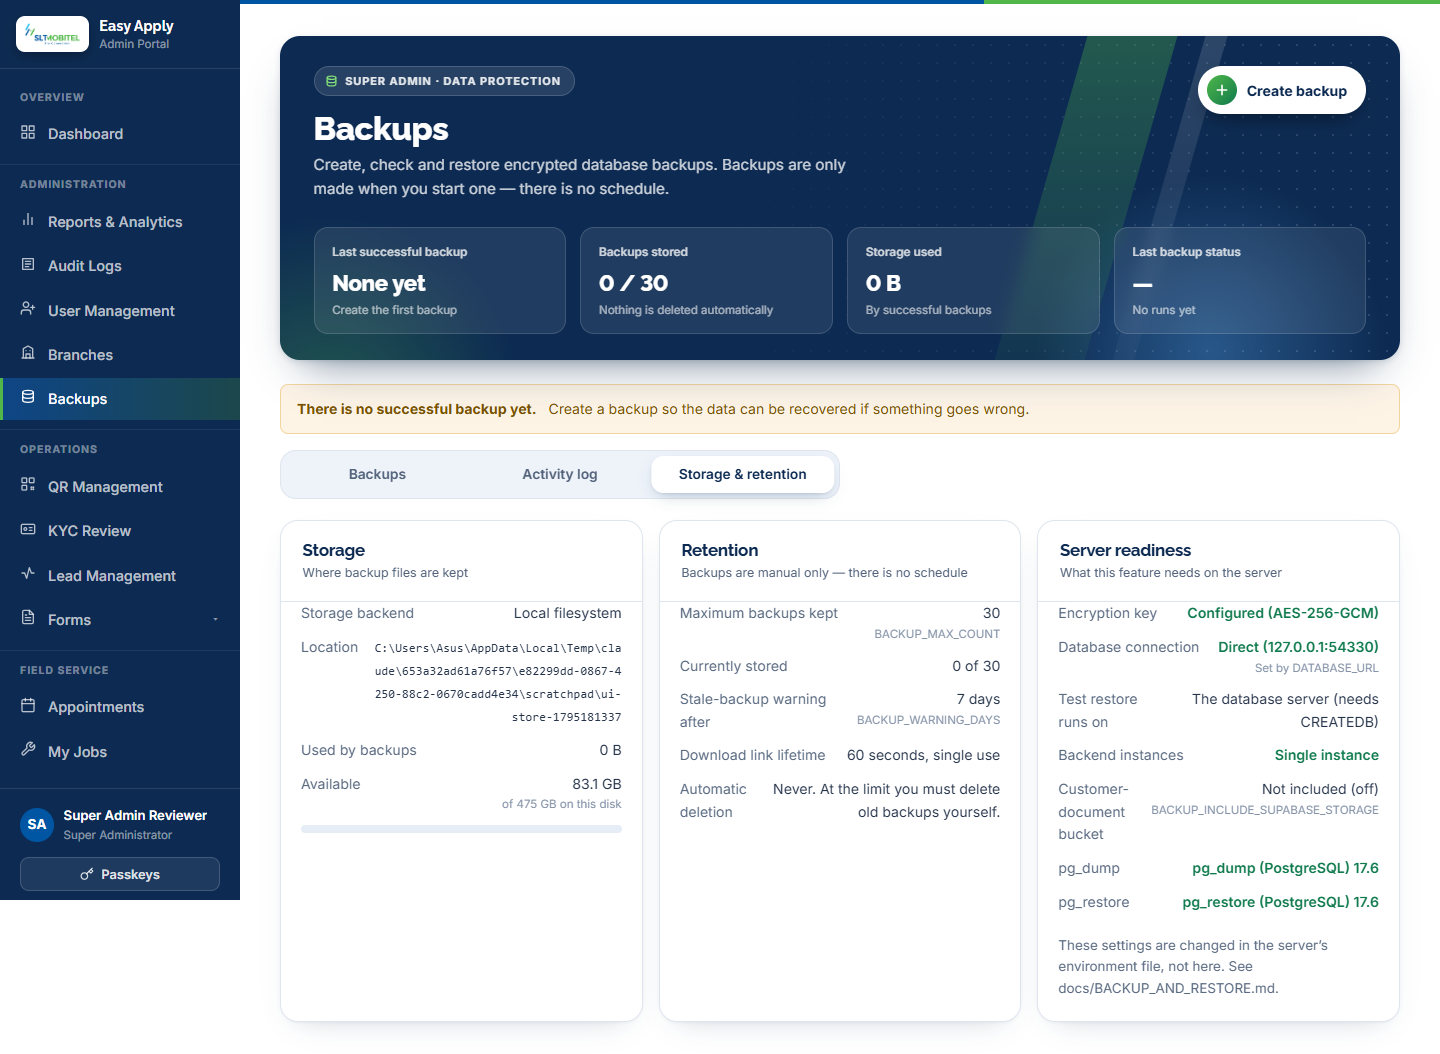 SLTMOBITEL
Easy Apply
Admin Portal
OVERVIEW
Dashboard
ADMINISTRATION
Reports & Analytics
Audit Logs
User Management
Branches
Backups
OPERATIONS
QR Management
KYC Review
Lead Management
Forms
FIELD SERVICE
Appointments
My Jobs
SA
Super Admin Reviewer
Super Administrator
Passkeys
SUPER ADMIN · DATA PROTECTION
Create backup
Backups
Create, check and restore encrypted database backups. Backups are only
made when you start one — there is no schedule.
Last successful backup
None yet
Create the first backup
Backups stored
0 / 30
Nothing is deleted automatically
Storage used
0 B
By successful backups
Last backup status
—
No runs yet
There is no successful backup yet. Create a backup so the data can be recovered if something goes wrong.
Backups
Activity log
Storage & retention
Storage
Where backup files are kept
Storage backend
Local filesystem
Location
C:\Users\Asus\AppData\Local\Temp\cla
ude\653a32ad61a76f57\e82299dd-0867-4
250-88c2-0670cadd4e34\scratchpad\ui-
store-1795181337
Used by backups
0 B
Available
83.1 GB
of 475 GB on this disk
Retention
Backups are manual only — there is no schedule
Maximum backups kept
30
BACKUP_MAX_COUNT
Currently stored
0 of 30
Stale-backup warning
after
7 days
BACKUP_WARNING_DAYS
Download link lifetime
60 seconds, single use
Automatic
deletion
Never. At the limit you must delete
old backups yourself.
Server readiness
What this feature needs on the server
Encryption key
Configured (AES-256-GCM)
Database connection
Direct (127.0.0.1:54330)
Set by DATABASE_URL
Test restore
runs on
The database server (needs
CREATEDB)
Backend instances
Single instance
Customer-
document
bucket
Not included (off)
BACKUP_INCLUDE_SUPABASE_STORAGE
pg_dump
pg_dump (PostgreSQL) 17.6
pg_restore
pg_restore (PostgreSQL) 17.6
These settings are changed in the server’s
environment file, not here. See
docs/BACKUP_AND_RESTORE.md.